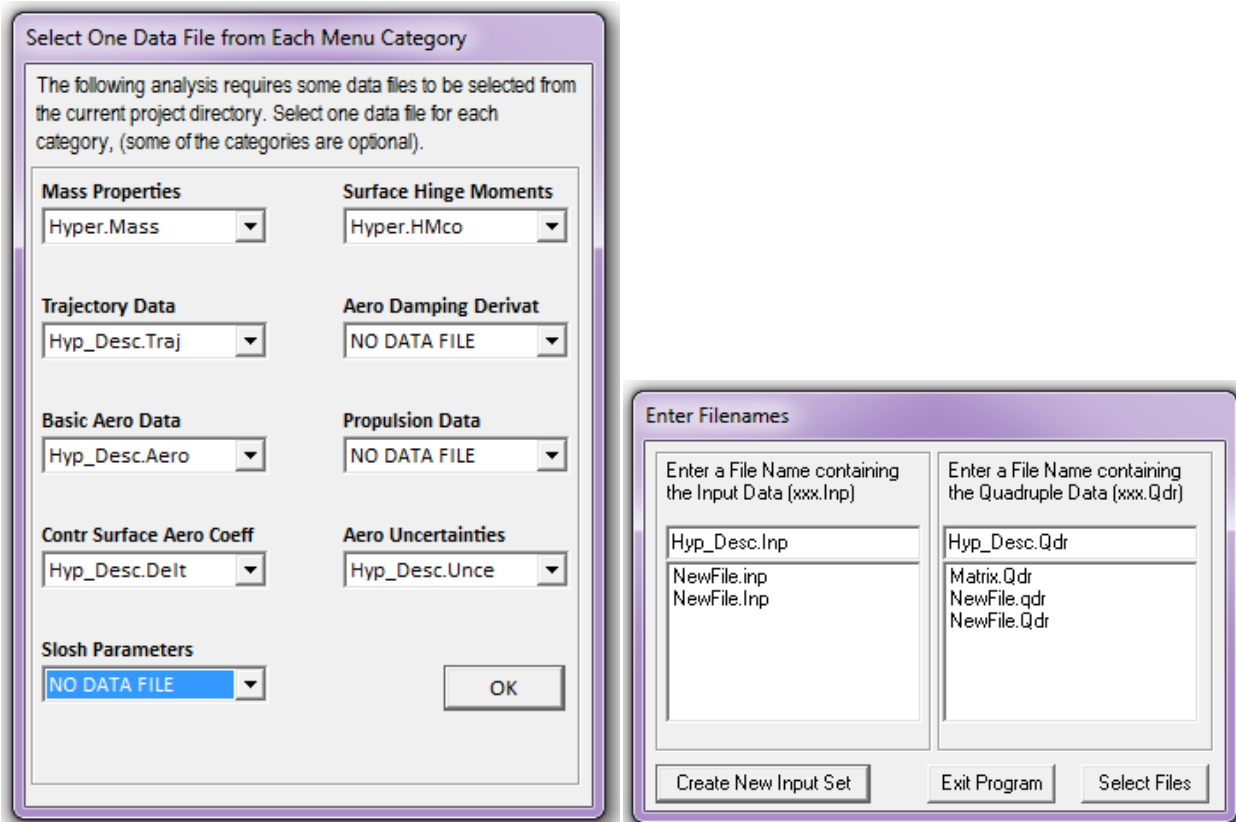 Select One Data File from Each Menu Category
The following analysis requires some data files to be selected from
the current project directory. Select one data file for each
category, (some of the categories are optional).
Mass Properties
Hyper.Mass
Surface Hinge Moments
Hyper.HMco
Trajectory Data
Hyp_Desc.Traj
Aero Damping Derivat
NO DATA FILE
Basic Aero Data
Hyp_Desc.Aero
Propulsion Data
NO DATA FILE
Contr Surface Aero Coeff
Hyp_Desc.Delt
Aero Uncertainties
Hyp_Desc.Unce
Slosh Parameters
NO DATA FILE
OK
Enter Filenames
Enter a File Name containing
the Input Data (xxx.Inp)
Hyp_Desc.Inp
NewFile.inp
NewFile.Inp
Enter a File Name containing
the Quadruple Data (xxx.Qdr)
Hyp_Desc.Qdr
Matrix.Qdr
NewFile.qdr
NewFile.Qdr
Create New Input Set
Exit Program
Select Files